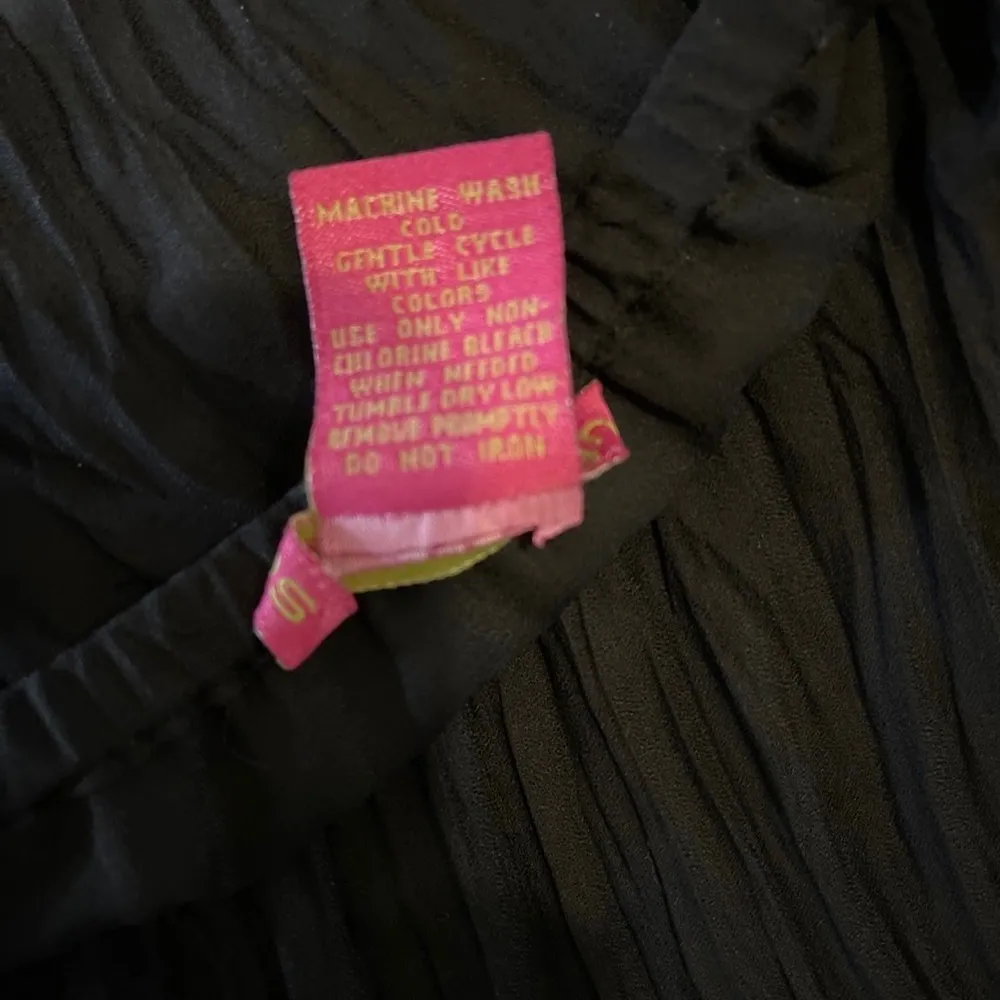 MACHINE WASH
COLD
GENTLE CYCLE
WITH LIKE
COLORS
USE ONLY NON-
CHLORINE BLEACH
WHEN NEEDED
TUMBLE DRY LOW
REMOVE PROMPTLY
DO NOT IRON
S
S